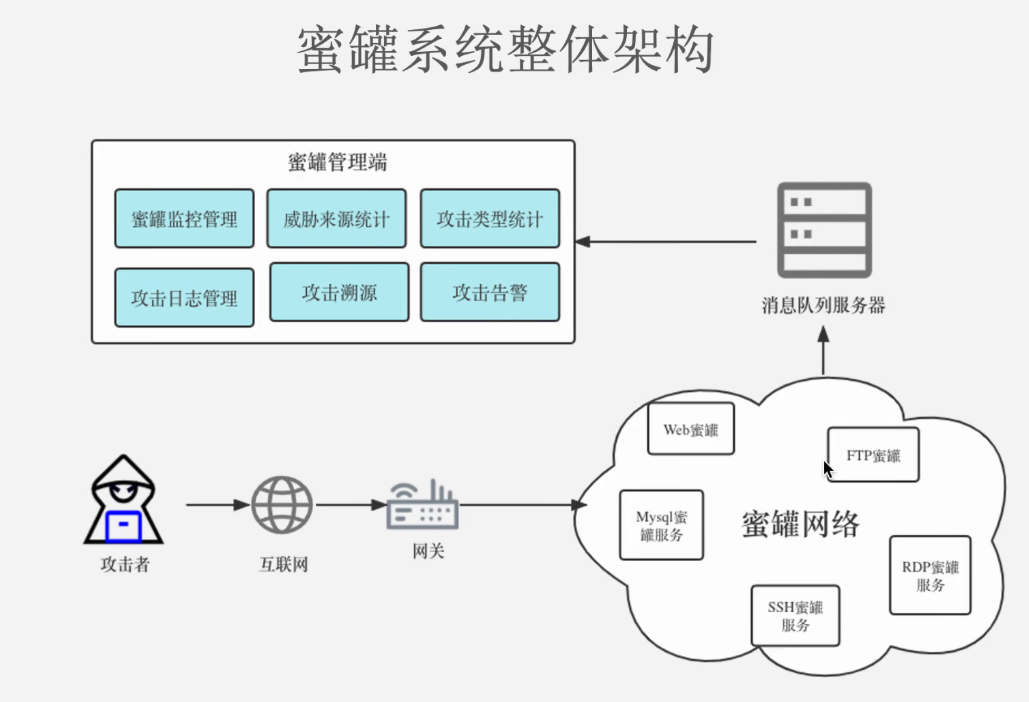 蜜罐系统整体架构
蜜罐管理端
蜜罐监控管理
威胁来源统计
攻击类型统计
攻击日志管理
攻击溯源
攻击告警
消息队列服务器
Web蜜罐
FTP蜜罐
Mysql蜜
罐服务
蜜罐网络
RDP蜜罐
服务
SSH蜜罐
服务
攻击者
互联网
网关